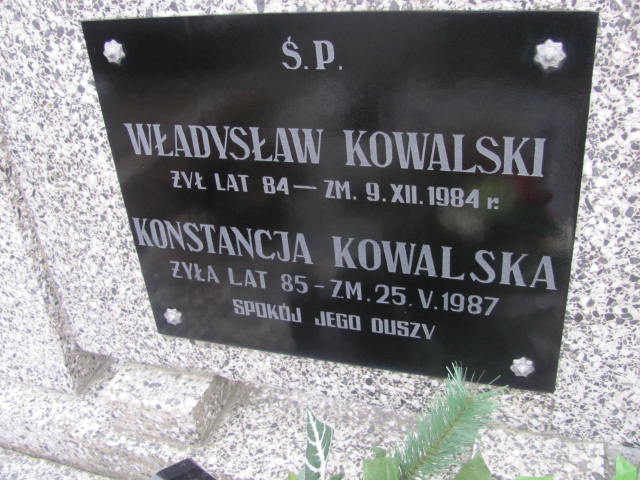 Ś.P.
WŁADYSŁAW KOWALSKI
ŻYŁ LAT 84 — ZM. 9.XII.1984 r.
KONSTANCJA KOWALSKA
ŻYŁA LAT 85 - ZM. 25.V.1987
SPOKÓJ JEGO DUSZY